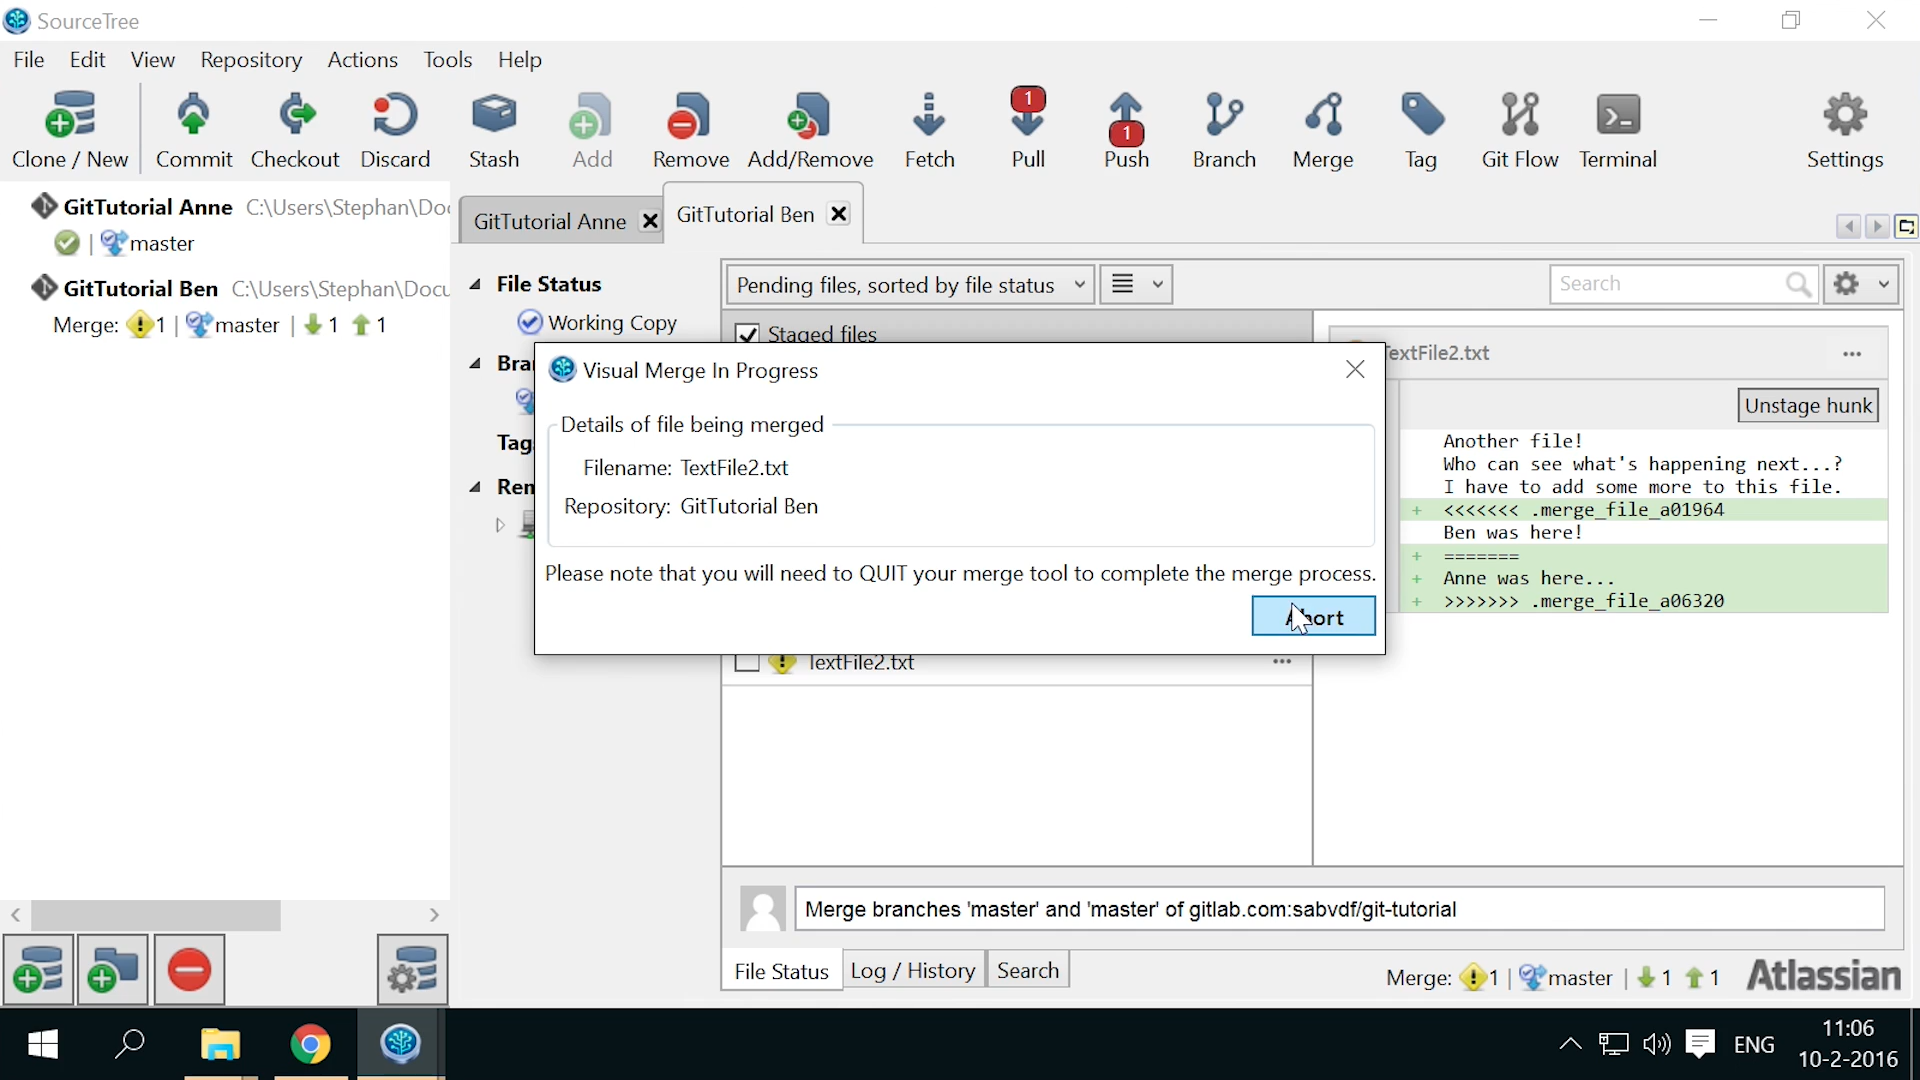 SourceTree
File Edit View Repository Actions Tools Help
1
1
Clone / New Commit Checkout Discard Stash Add Remove Add/Remove Fetch Pull Push Branch Merge Tag Git Flow Terminal Settings
GitTutorial Anne C:\Users\Stephan\Doc
master
GitTutorial Ben C:\Users\Stephan\Docu
Merge: 1 | master | 1 1
GitTutorial Anne
GitTutorial Ben
File Status
Working Copy
Bra
Tag
Rem
Pending files, sorted by file status
Search
Staged files
TextFile2.txt
Unstage hunk
Another file!
Who can see what's happening next...?
I have to add some more to this file.
+ <<<<<<< .merge_file_a01964
Ben was here!
+ =======
+ Anne was here...
+ >>>>>>> .merge_file_a06320
Visual Merge In Progress
Details of file being merged
Filename: TextFile2.txt
Repository: GitTutorial Ben
Please note that you will need to QUIT your merge tool to complete the merge process.
Abort
TextFile2.txt
Merge branches 'master' and 'master' of gitlab.com:sabvdf/git-tutorial
File Status Log / History Search
Merge: 1 | master | 1 1 Atlassian
ENG
11:06
10-2-2016